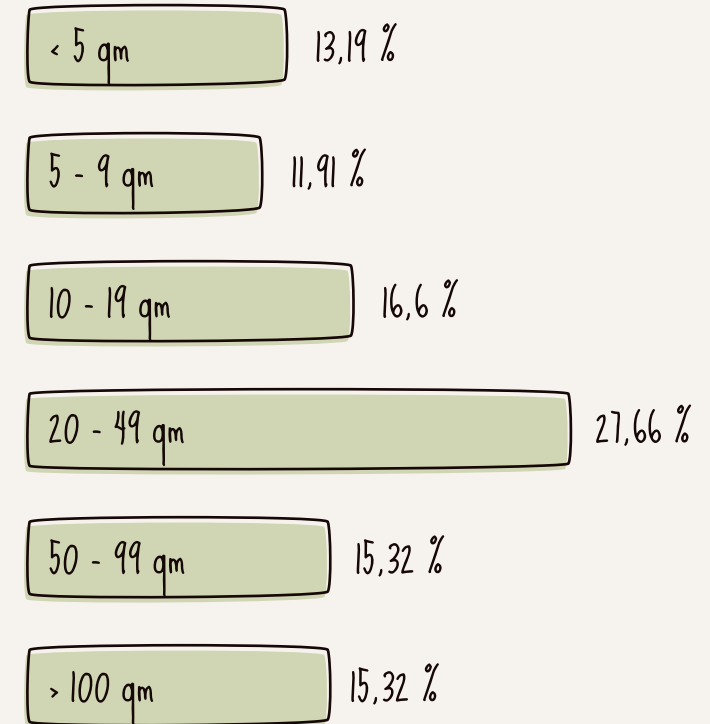 < 5 qm 13,19 %
5 - 9 qm 11,91 %
10 - 19 qm 16,6 %
20 - 49 qm 27,66 %
50 - 99 qm 15,32 %
> 100 qm 15,32 %